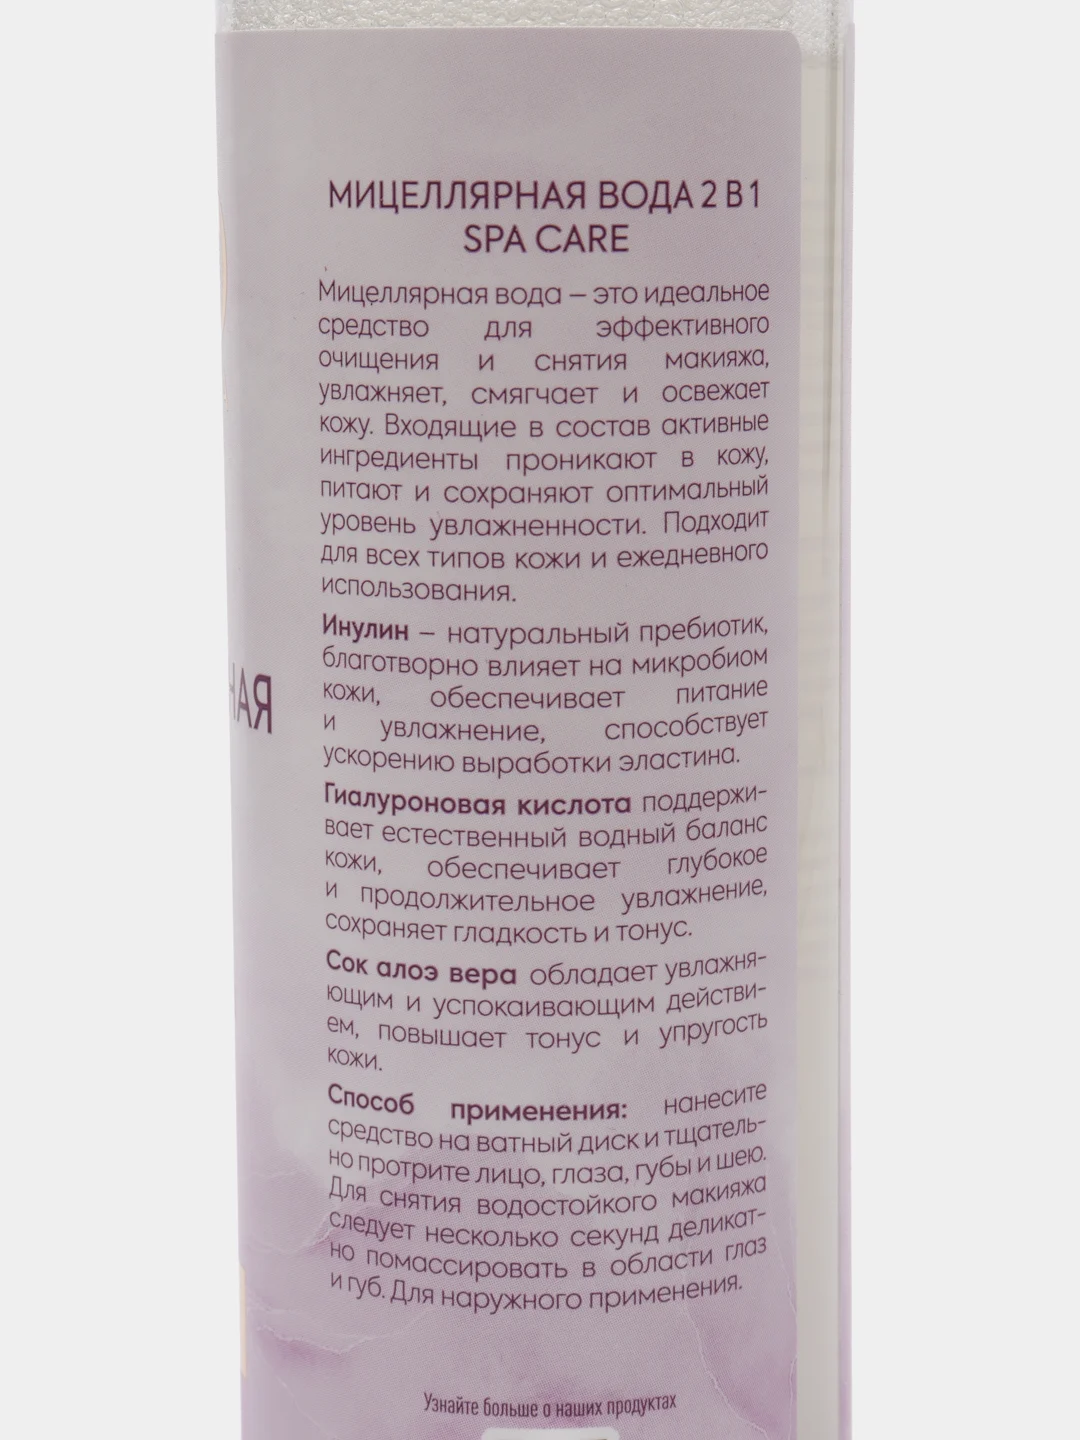 МИЦЕЛЛЯРНАЯ ВОДА 2 В 1
SPA CARE
Мицеллярная вода – это идеальное
средство для эффективного
очищения и снятия макияжа,
увлажняет, смягчает и освежает
кожу. Входящие в состав активные
ингредиенты проникают в кожу,
питают и сохраняют оптимальный
уровень увлажненности. Подходит
для всех типов кожи и ежедневного
использования.
Инулин – натуральный пребиотик,
благотворно влияет на микробиом
кожи, обеспечивает питание
и увлажнение, способствует
ускорению выработки эластина.
Гиалуроновая кислота поддержи-
вает естественный водный баланс
кожи, обеспечивает глубокое
и продолжительное увлажнение,
сохраняет гладкость и тонус.
Сок алоэ вера обладает увлажня-
ющим и успокаивающим действи-
ем, повышает тонус и упругость
кожи.
Способ применения: нанесите
средство на ватный диск и тщатель-
но протрите лицо, глаза, губы и шею.
Для снятия водостойкого макияжа
следует несколько секунд деликат-
но помассировать в области глаз
и губ. Для наружного применения.
Узнайте больше о наших продуктах